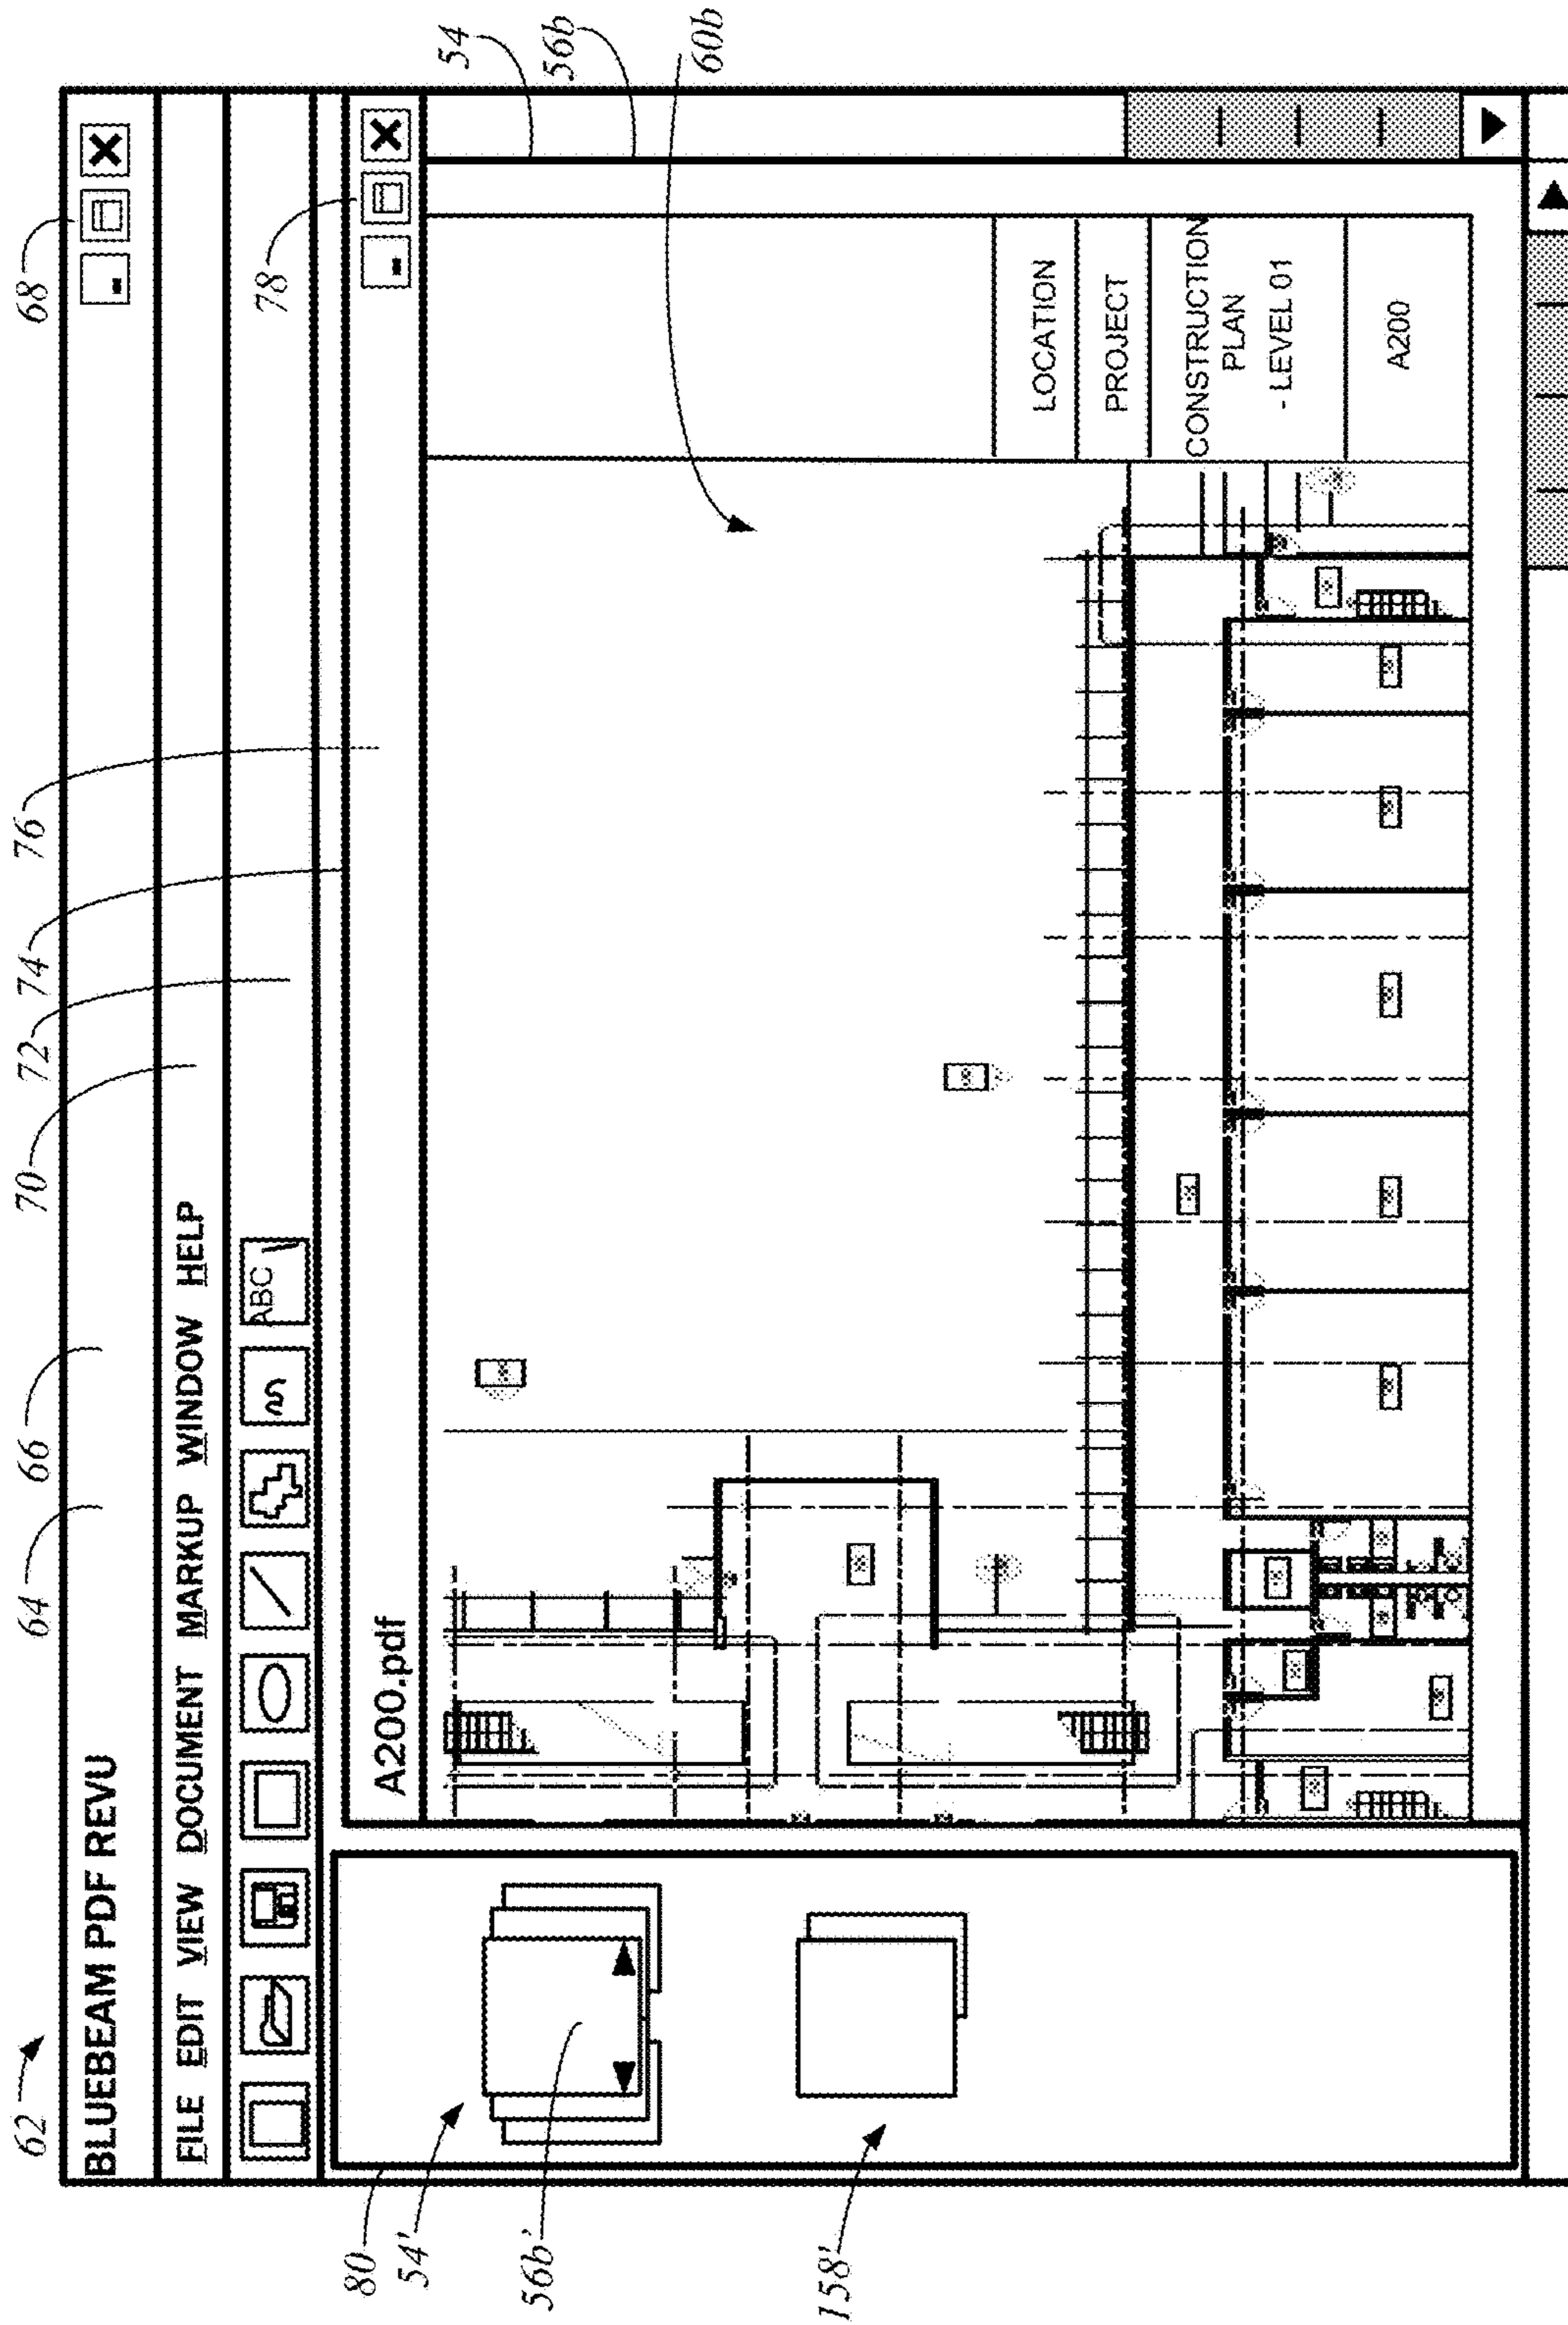 62
64
66
70
72
74
76
68
BLUEBEAM PDF REVU
FILE EDIT VIEW DOCUMENT MARKUP WINDOW HELP
ABC
78
A200.pdf
54
56b
60b
80
54'
56b'
158'
LOCATION
PROJECT
CONSTRUCTION
PLAN
- LEVEL 01
A200